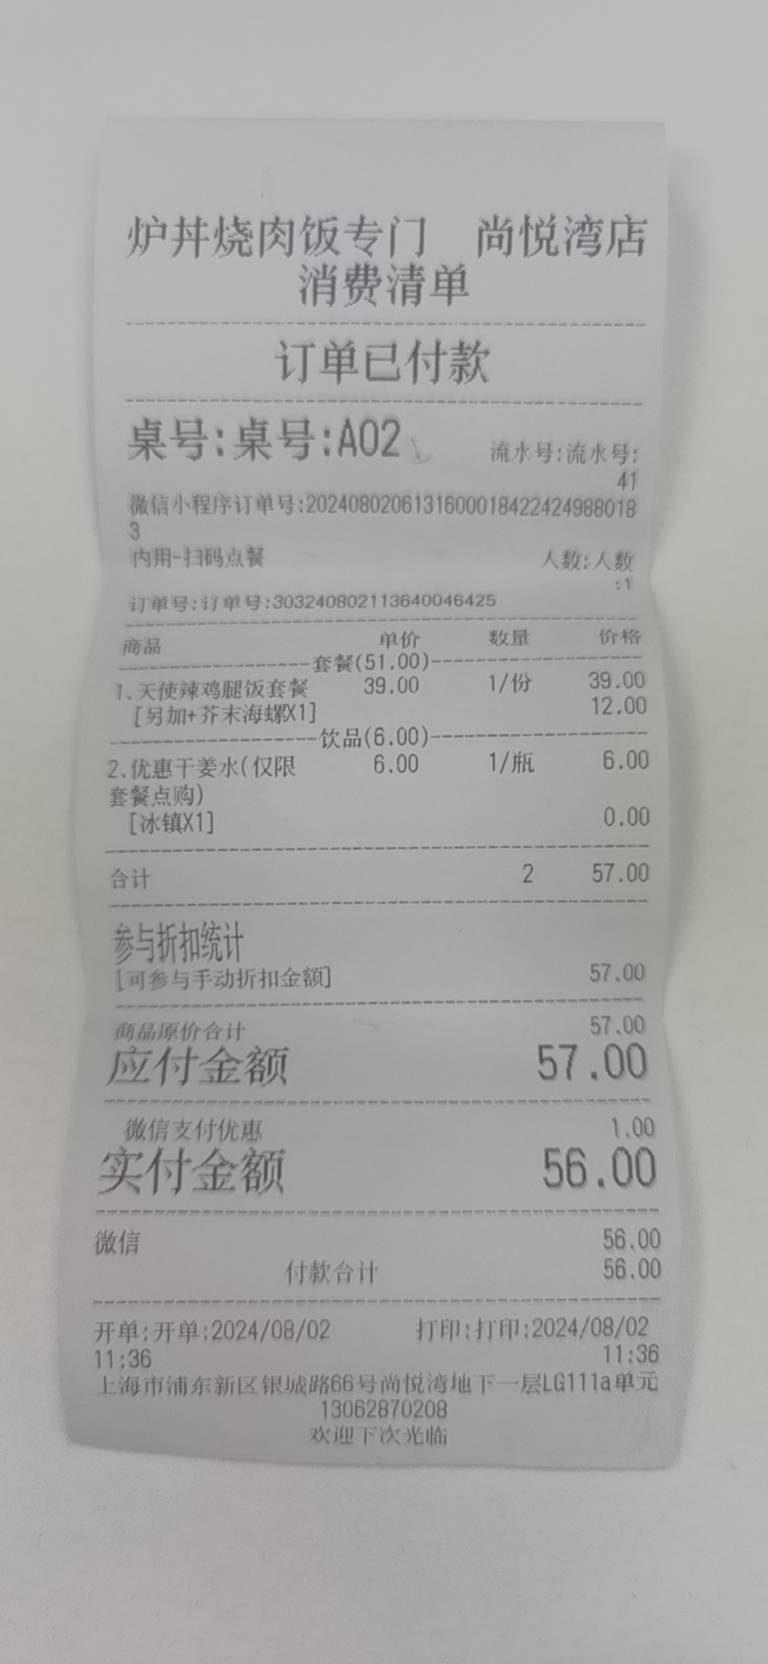 炉丼烧肉饭专门 尚悦湾店
消费清单
订单已付款
桌号:桌号:A02 流水号:流水号:
41
微信小程序订单号:2024080206131600018422424988018
3
内用-扫码点餐 人数:人数
:1
订单号:订单号:303240802113640046425
商品 单价 数量 价格
套餐(51.00)
1.天使辣鸡腿饭套餐 39.00 1/份 39.00
[另加+芥末海螺X1] 12.00
饮品(6.00)
2.优惠干姜水(仅限 6.00 1/瓶 6.00
套餐点购)
[冰镇X1] 0.00
合计 2 57.00
参与折扣统计
[可参与手动折扣金额] 57.00
商品原价合计 57.00
应付金额 57.00
微信支付优惠 1.00
实付金额 56.00
微信 56.00
付款合计 56.00
开单:开单:2024/08/02 打印:打印:2024/08/02
11:36 11:36
上海市浦东新区银城路66号尚悦湾地下一层LG111a单元
13062870208
欢迎下次光临